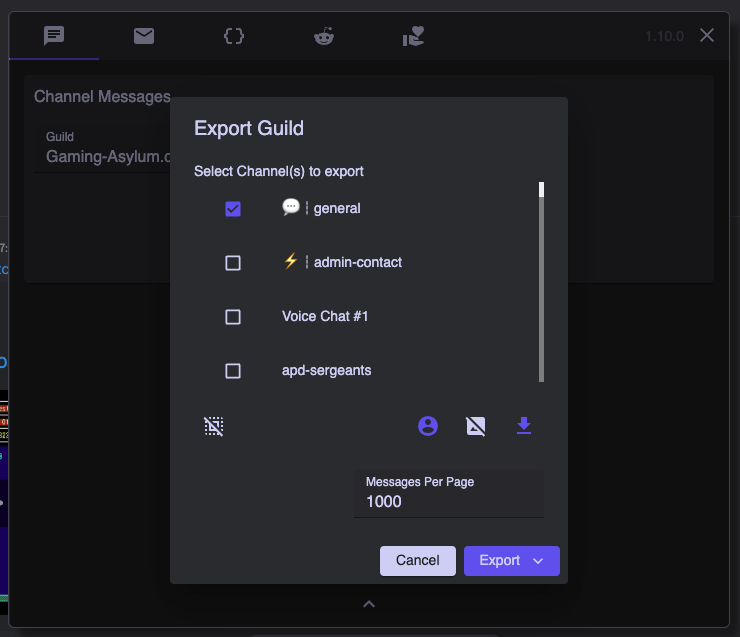 1.10.0
Channel Messages
Guild
Gaming-Asylum.c
Export Guild
Select Channel(s) to export
💬 ¦ general
⚡ ¦ admin-contact
Voice Chat #1
apd-sergeants
Messages Per Page
1000
Cancel
Export